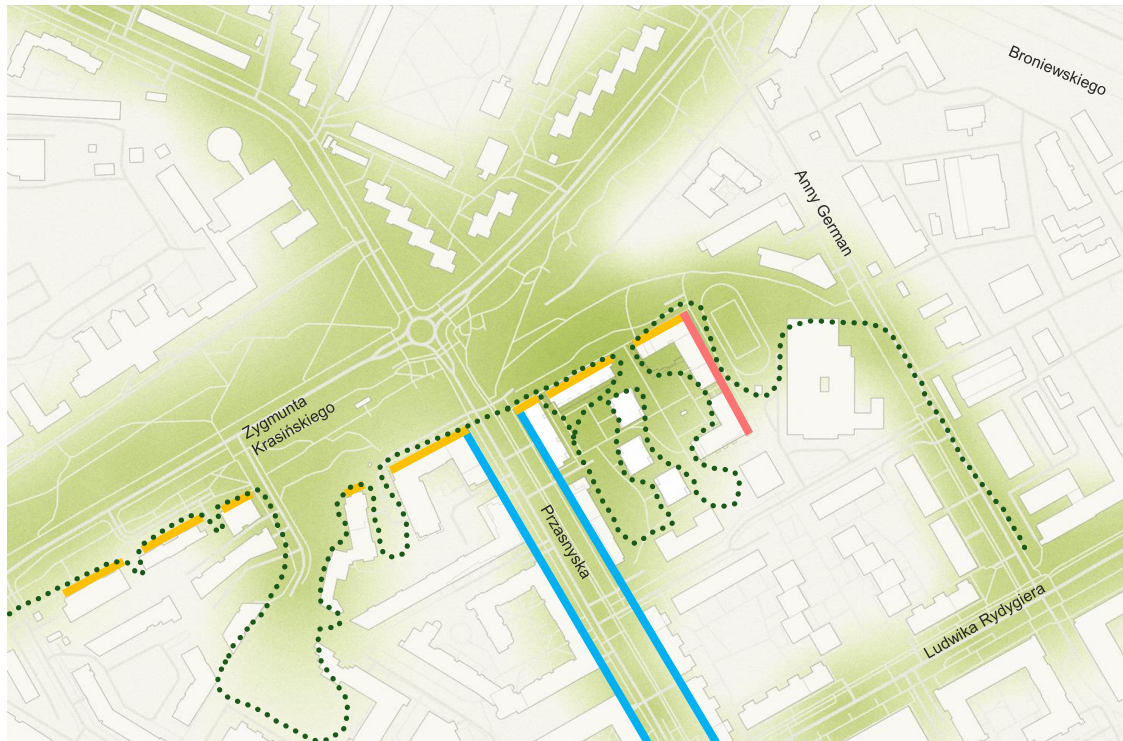 Broniewskiego
Anny German
Zygmunta
Krasińskiego
Przasnyska
Ludwika Rydygiera